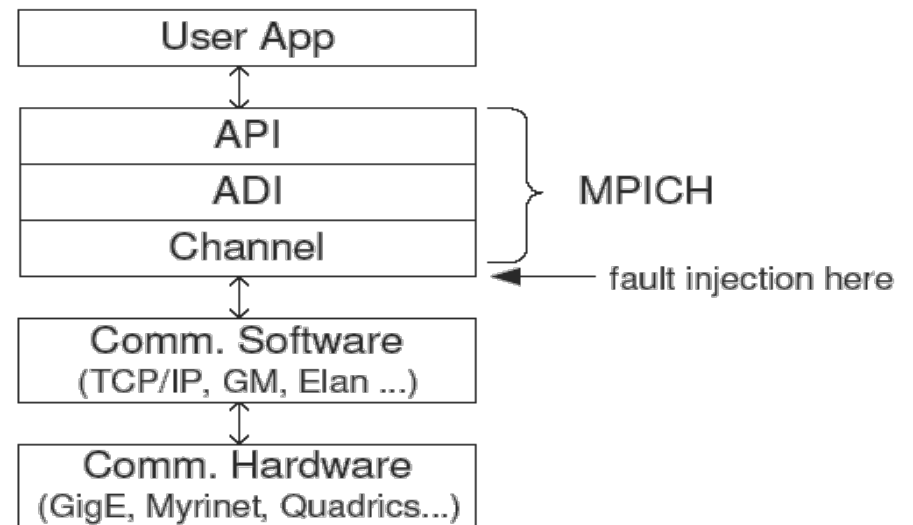 User App
API
ADI
MPICH
Channel
fault injection here
Comm. Software
(TCP/IP, GM, Elan ...)
Comm. Hardware
(GigE, Myrinet, Quadrics...)